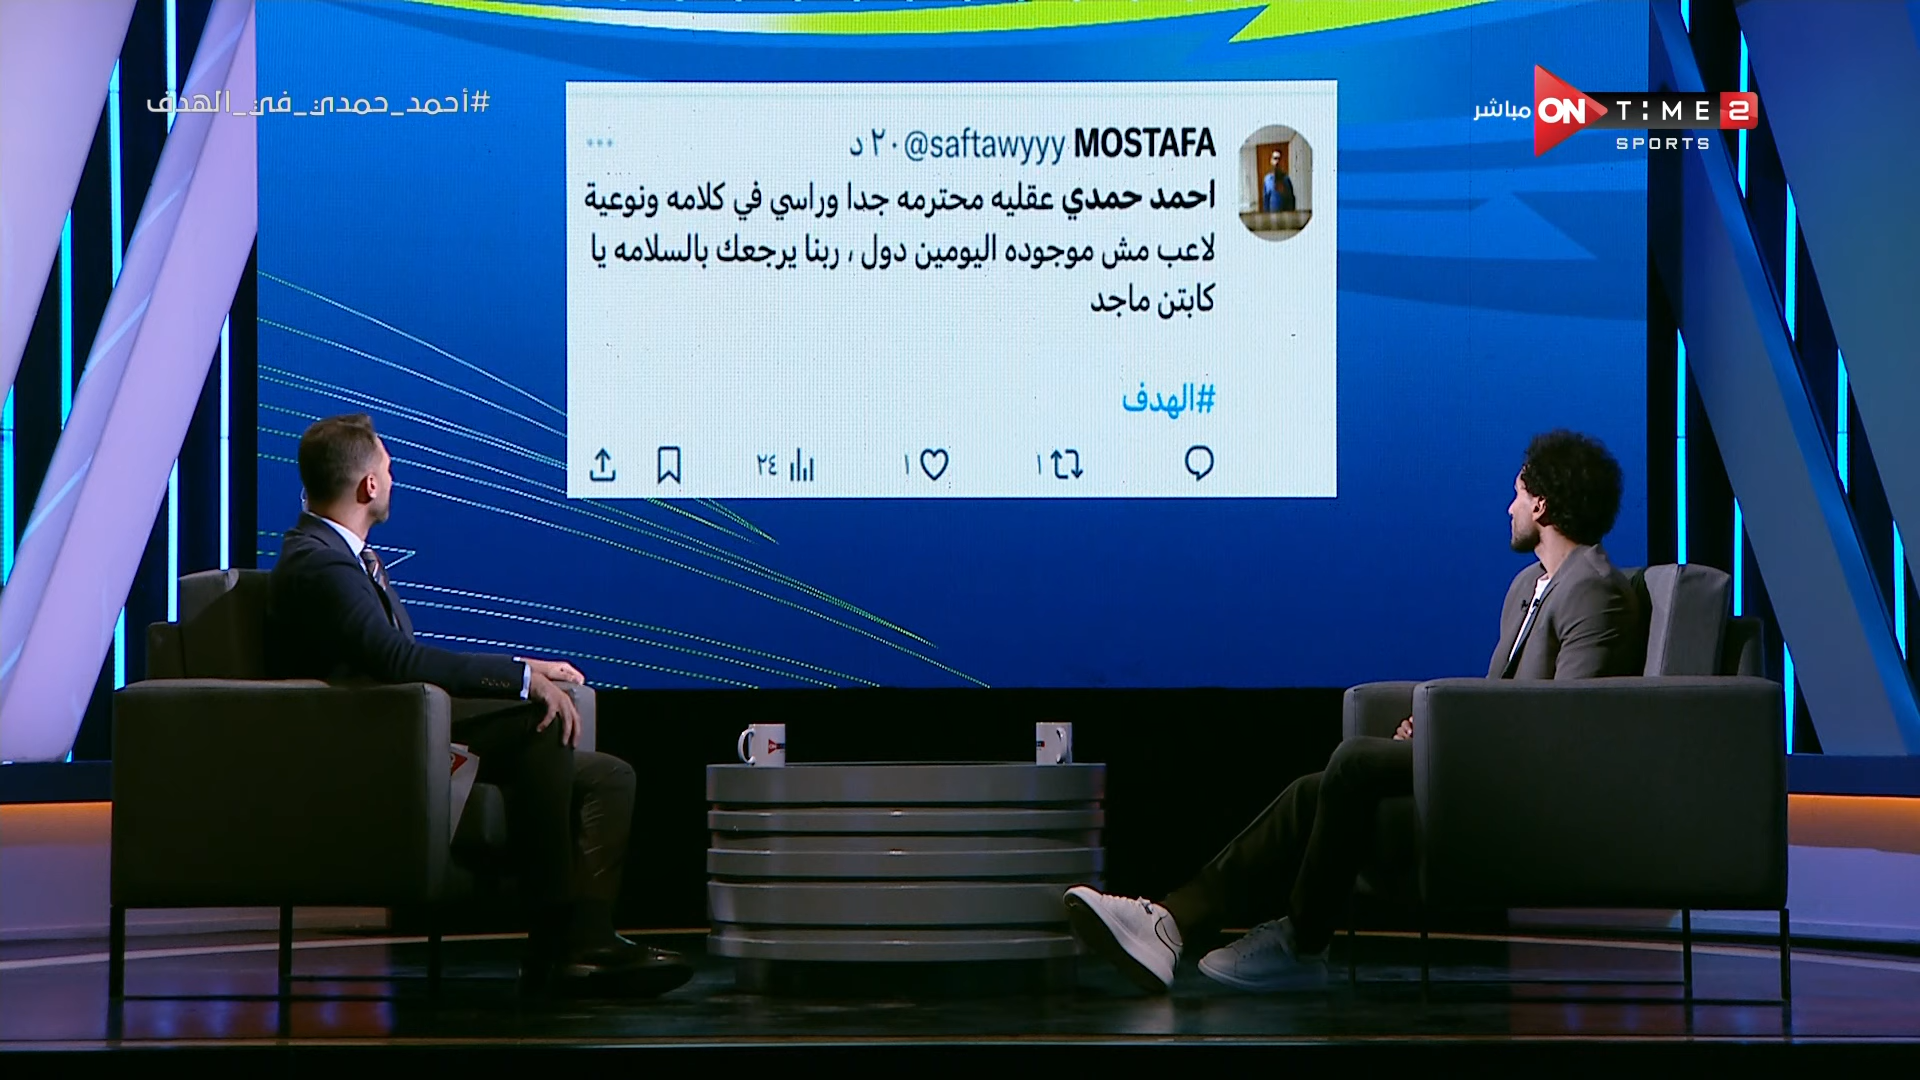 #أحمد_حمدي_في_الهدف
مباشر ON TIME 2
SPORTS
MOSTAFA @saftawyyy ·٢٠ د
احمد حمدي عقليه محترمه جدا وراسي في كلامه ونوعية
لاعب مش موجوده اليومين دول ، ربنا يرجعك بالسلامه يا
كابتن ماجد
#الهدف
١ ١ ٢٤